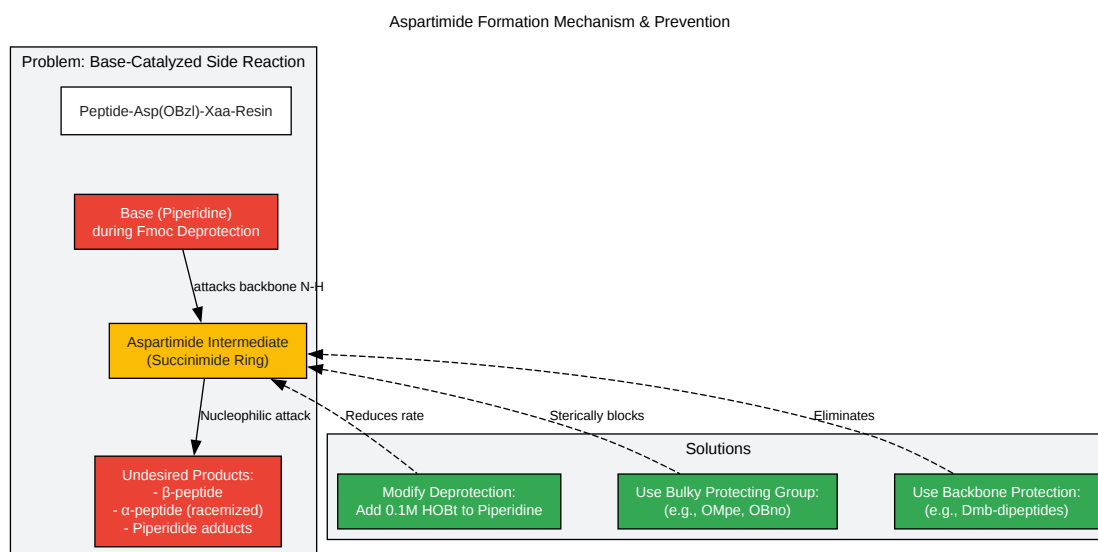 Aspartimide Formation Mechanism & Prevention
Problem: Base-Catalyzed Side Reaction
Peptide-Asp(OBzl)-Xaa-Resin
Base (Piperidine)
during Fmoc Deprotection
attacks backbone N-H
Aspartimide Intermediate
(Succinimide Ring)
Nucleophilic attack
Reduces rate
Sterically blocks
Eliminates
Undesired Products:
- β-peptide
- α-peptide (racemized)
- Piperidide adducts
Solutions
Modify Deprotection:
Add 0.1M HOBt to Piperidine
Use Bulky Protecting Group:
(e.g., OMpe, OBno)
Use Backbone Protection:
(e.g., Dmb-dipeptides)